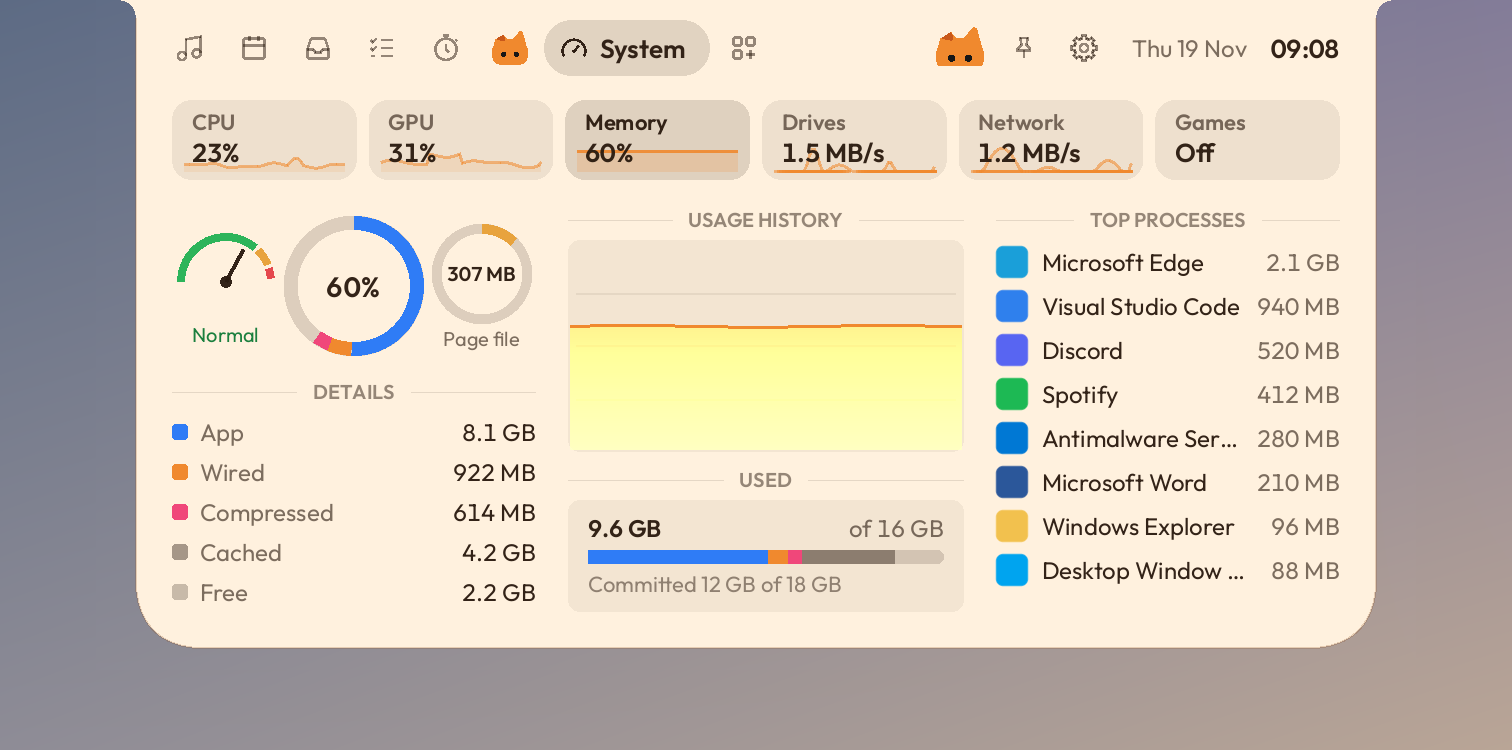 System
Thu 19 Nov 09:08
CPU
23%
GPU
31%
Memory
60%
Drives
1.5 MB/s
Network
1.2 MB/s
Games
Off
Normal
60%
307 MB
Page file
DETAILS
App 8.1 GB
Wired 922 MB
Compressed 614 MB
Cached 4.2 GB
Free 2.2 GB
USAGE HISTORY
USED
9.6 GB of 16 GB
Committed 12 GB of 18 GB
TOP PROCESSES
Microsoft Edge 2.1 GB
Visual Studio Code 940 MB
Discord 520 MB
Spotify 412 MB
Antimalware Ser... 280 MB
Microsoft Word 210 MB
Windows Explorer 96 MB
Desktop Window ... 88 MB